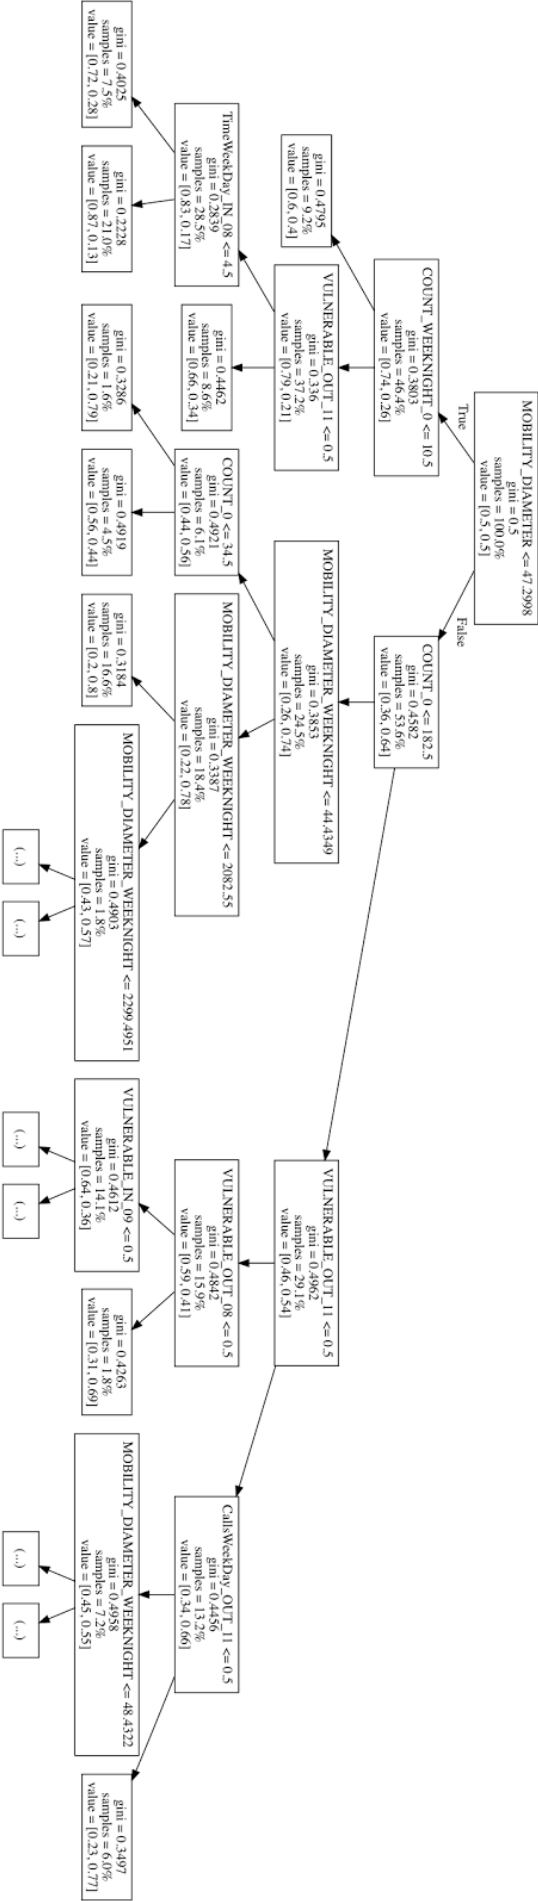 MOBILITY_DIAMETER <= 47.2998
gini = 0.5
samples = 100.0%
value = [0.5, 0.5]
True
False
COUNT_WEEKNIGHT_0 <= 10.5
gini = 0.3803
samples = 46.4%
value = [0.74, 0.26]
COUNT_0 <= 182.5
gini = 0.4582
samples = 53.6%
value = [0.36, 0.64]
gini = 0.4795
samples = 9.2%
value = [0.6, 0.4]
VULNERABLE_OUT_11 <= 0.5
gini = 0.336
samples = 37.2%
value = [0.79, 0.21]
MOBILITY_DIAMETER_WEEKNIGHT <= 44.4349
gini = 0.3853
samples = 24.5%
value = [0.26, 0.74]
VULNERABLE_OUT_11 <= 0.5
gini = 0.4962
samples = 29.1%
value = [0.46, 0.54]
TimeWeekDay_IN_08 <= 4.5
gini = 0.2839
samples = 28.5%
value = [0.83, 0.17]
gini = 0.4462
samples = 8.6%
value = [0.66, 0.34]
COUNT_0 <= 34.5
gini = 0.4921
samples = 6.1%
value = [0.44, 0.56]
MOBILITY_DIAMETER_WEEKNIGHT <= 2082.55
gini = 0.3387
samples = 18.4%
value = [0.22, 0.78]
VULNERABLE_OUT_08 <= 0.5
gini = 0.4842
samples = 15.9%
value = [0.59, 0.41]
CallsWeekDay_OUT_11 <= 0.5
gini = 0.4456
samples = 13.2%
value = [0.34, 0.66]
gini = 0.4025
samples = 7.5%
value = [0.72, 0.28]
gini = 0.2228
samples = 21.0%
value = [0.87, 0.13]
gini = 0.3286
samples = 1.6%
value = [0.21, 0.79]
gini = 0.4919
samples = 4.5%
value = [0.56, 0.44]
gini = 0.3184
samples = 16.6%
value = [0.2, 0.8]
MOBILITY_DIAMETER_WEEKNIGHT <= 2299.4951
gini = 0.4903
samples = 1.8%
value = [0.43, 0.57]
VULNERABLE_IN_09 <= 0.5
gini = 0.4612
samples = 14.1%
value = [0.64, 0.36]
gini = 0.4263
samples = 1.8%
value = [0.31, 0.69]
MOBILITY_DIAMETER_WEEKNIGHT <= 48.4322
gini = 0.4958
samples = 7.2%
value = [0.45, 0.55]
gini = 0.3497
samples = 6.0%
value = [0.23, 0.77]
(...)
(...)
(...)
(...)
(...)
(...)